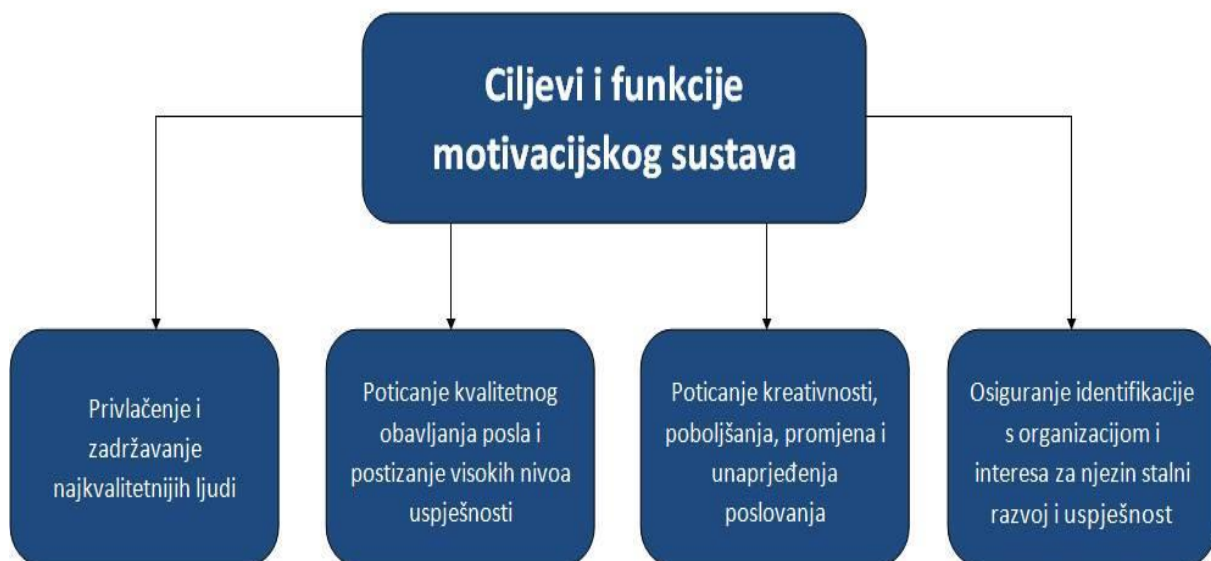 Ciljevi i funkcije
motivacijskog sustava
Privlačenje i
zadržavanje
najkvalitetnijih ljudi
Poticanje kvalitetnog
obavljanja posla i
postizanje visokih nivoa
uspješnosti
Poticanje kreativnosti,
poboljšanja, promjena i
unaprjeđenja
poslovanja
Osiguranje identifikacije
s organizacijom i
interesa za njezin stalni
razvoj i uspješnost